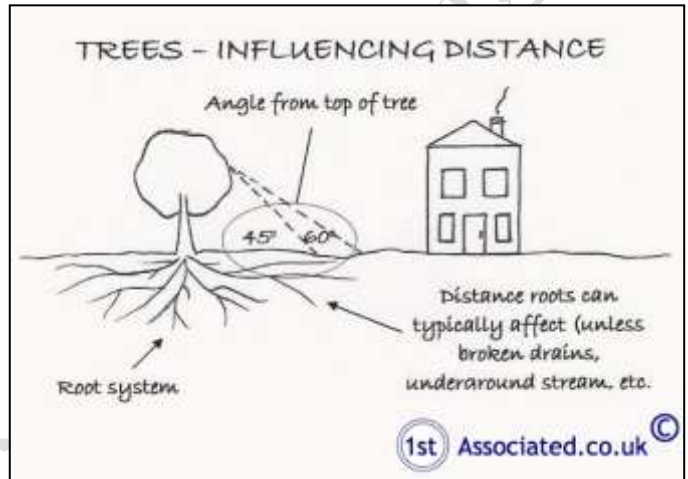 TREES - INFLUENCING DISTANCE
Angle from top of tree
45° 60°
Distance roots can
typically affect (unless
broken drains,
underaround stream, etc.
Root system
1st Associated.co.uk ©